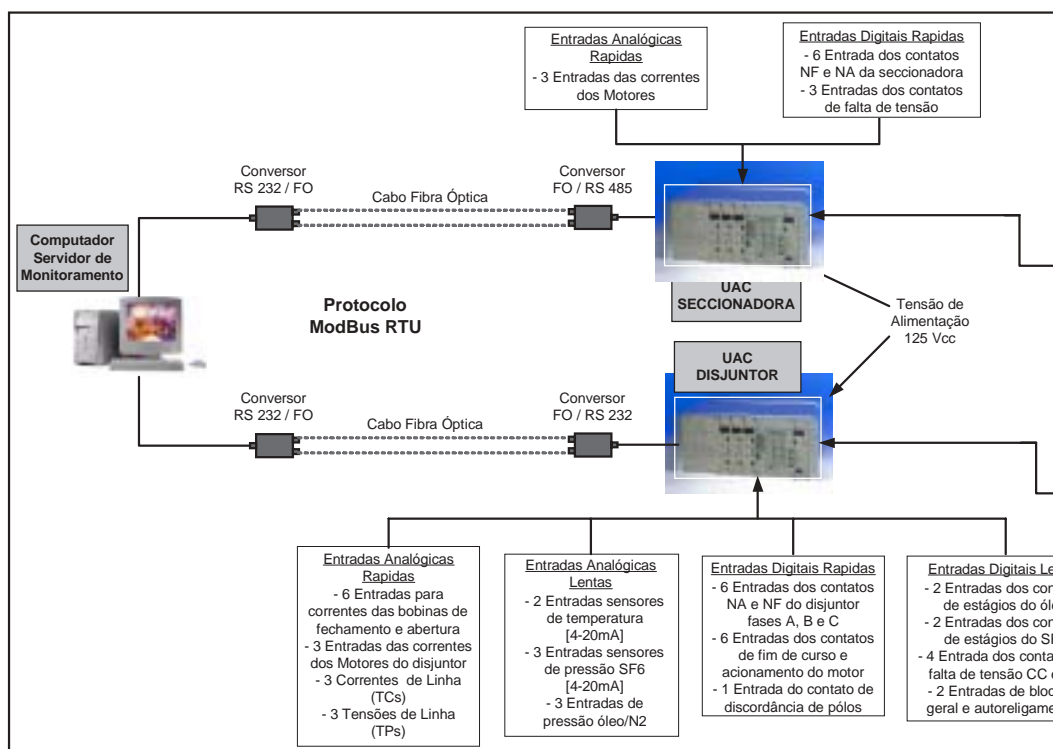 Entradas Analógicas
Rapidas
- 3 Entradas das correntes
dos Motores
Entradas Digitais Rapidas
- 6 Entrada dos contatos
NF e NA da seccionadora
- 3 Entradas dos contatos
de falta de tensão
Conversor
RS 232 / FO
Cabo Fibra Óptica
Conversor
FO / RS 485
Computador
Servidor de
Monitoramento
Protocolo
ModBus RTU
UAC
SECCIONADORA
Tensão de
Alimentação
125 Vcc
UAC
DISJUNTOR
Conversor
RS 232 / FO
Cabo Fibra Óptica
Conversor
FO / RS 232
Entradas Analógicas
Rapidas
- 6 Entradas para
correntes das bobinas de
fechamento e abertura
- 3 Entradas das correntes
dos Motores do disjuntor
- 3 Correntes de Linha
(TCs)
- 3 Tensões de Linha
(TPs)
Entradas Analógicas
Lentas
- 2 Entradas sensores
de temperatura
[4-20mA]
- 3 Entradas sensores
de pressão SF6
[4-20mA]
- 3 Entradas de
pressão óleo/N2
Entradas Digitais Rapidas
- 6 Entradas dos contatos
NA e NF do disjuntor
fases A, B e C
- 6 Entradas dos contatos
de fim de curso e
acionamento do motor
- 1 Entrada do contato de
discordância de pólos
Entradas Digitais
- 2 Entradas dos
de estágios do
- 2 Entradas dos
de estágios do
- 4 Entrada dos
falta de tensão CC
- 2 Entradas de
geral e